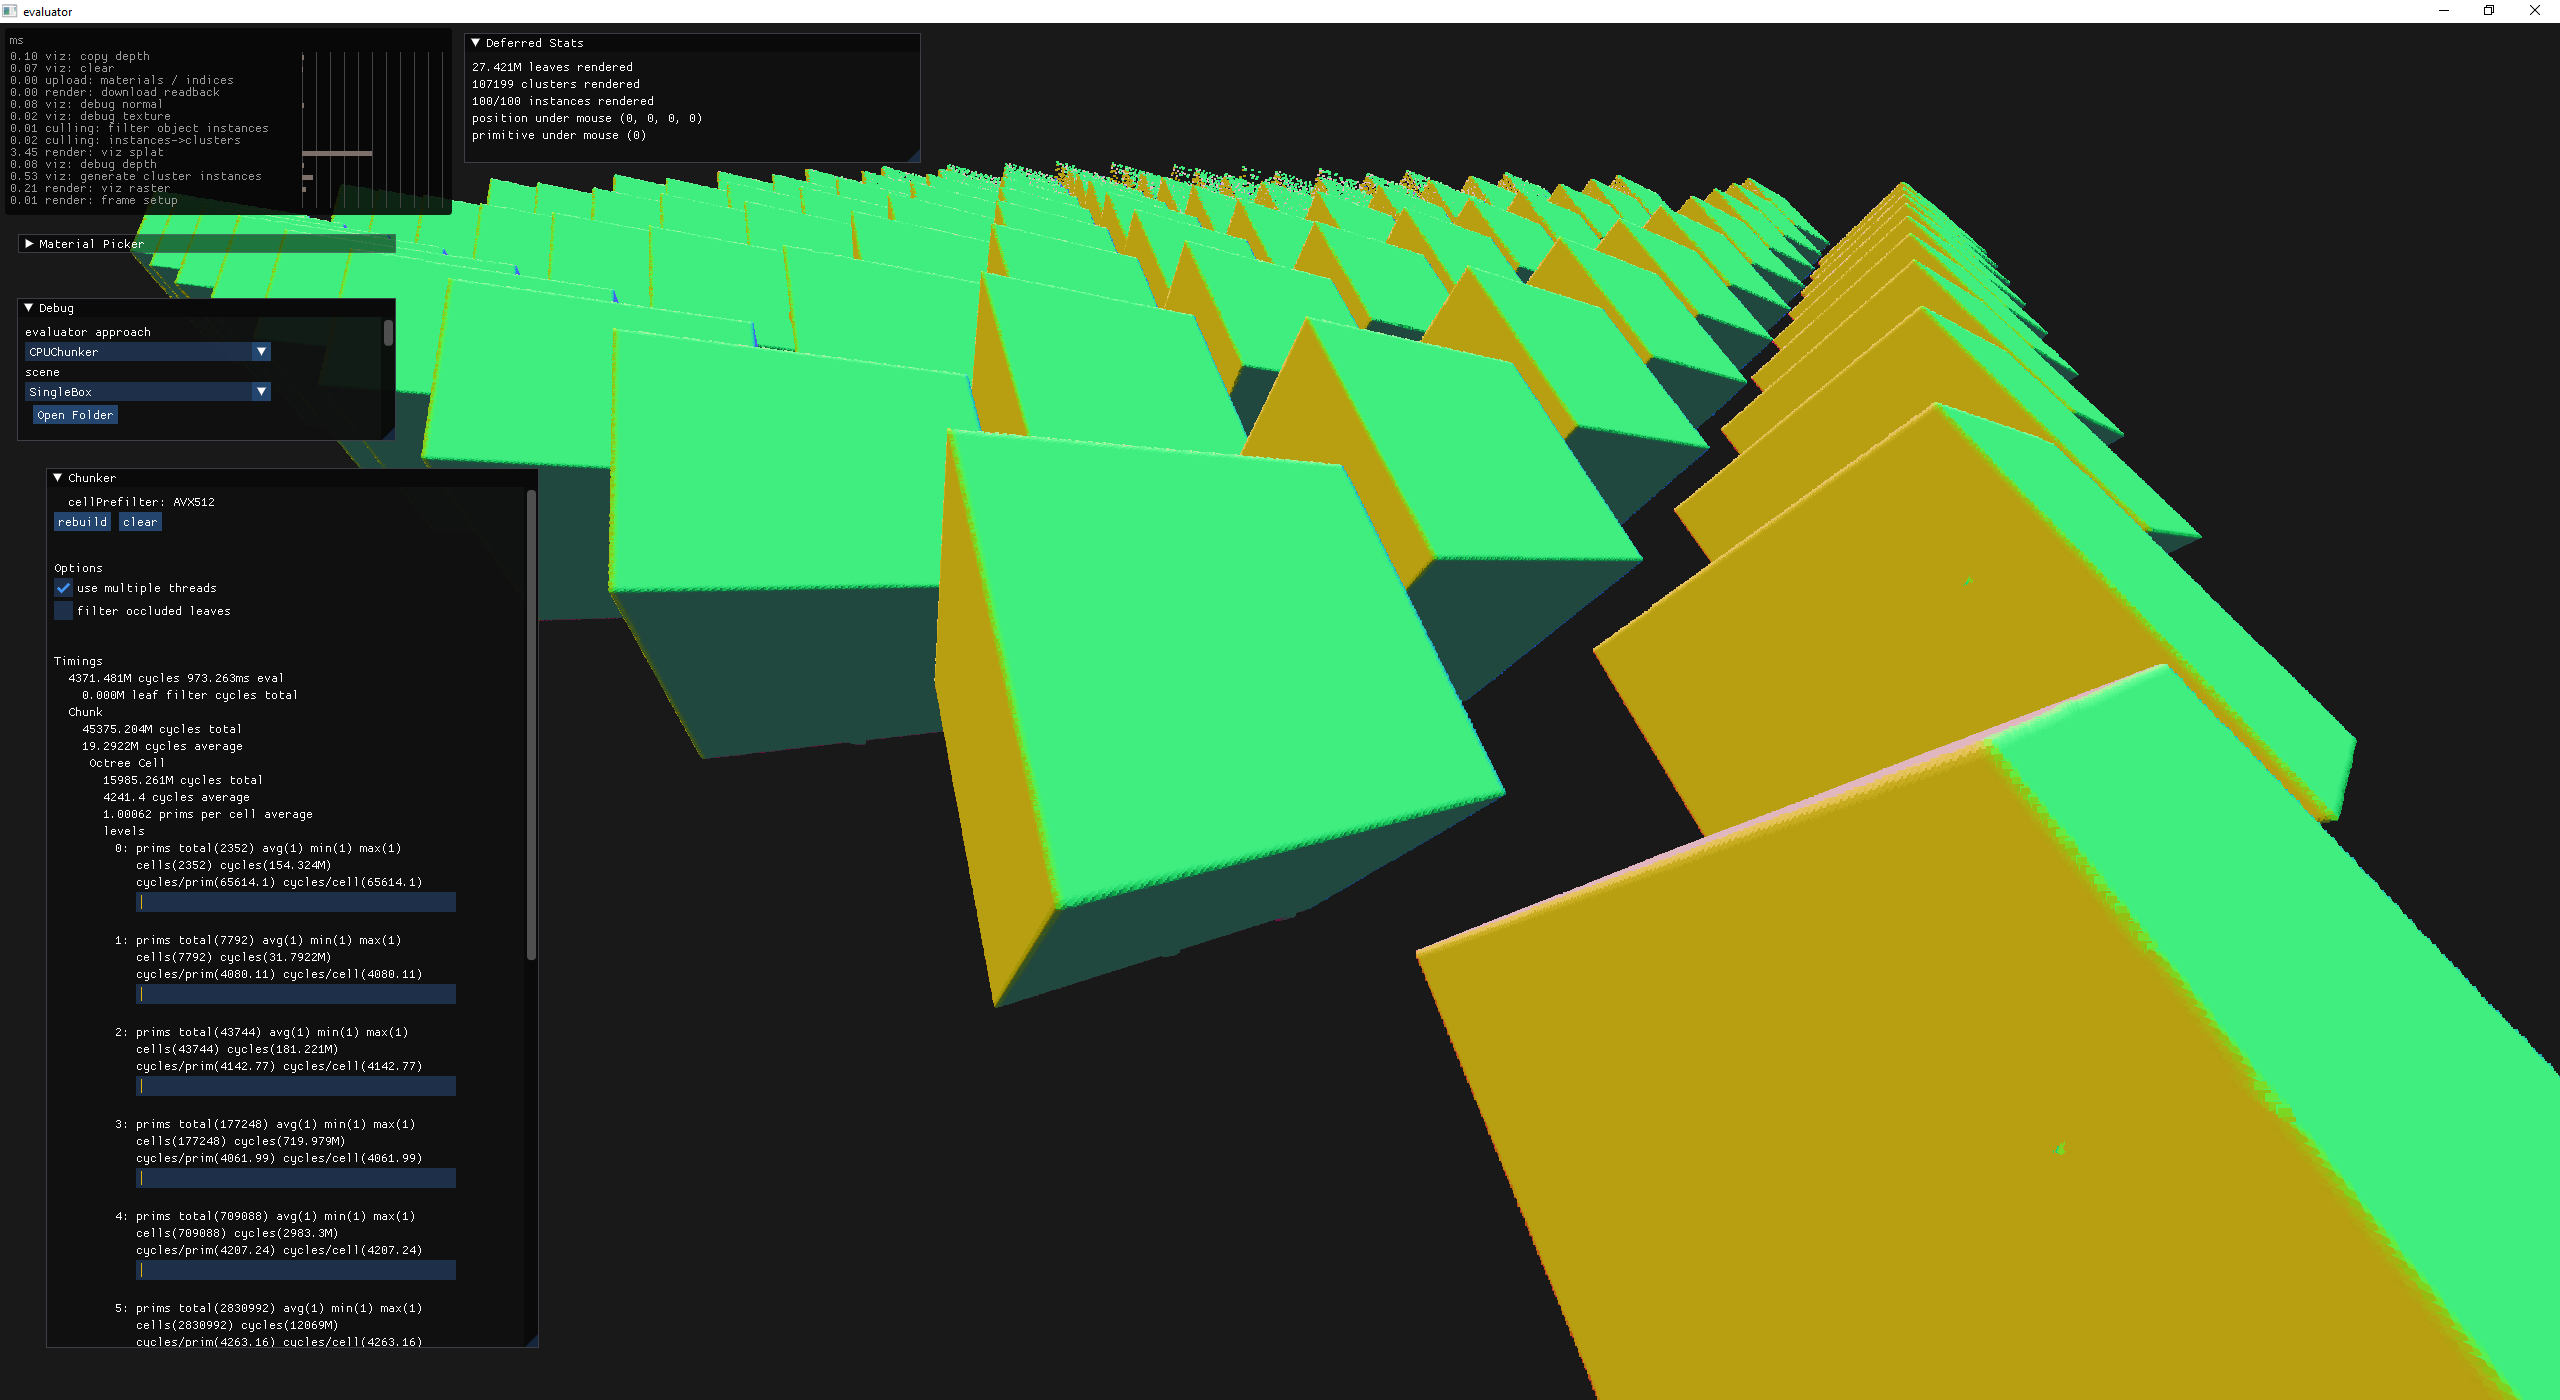 evaluator
ms
0.10 viz: copy depth
0.07 viz: clear
0.00 upload: materials / indices
0.00 render: download readback
0.08 viz: debug normal
0.02 viz: debug texture
0.01 culling: filter object instances
0.02 culling: instances->clusters
3.45 render: viz splat
0.08 viz: debug depth
0.53 viz: generate cluster instances
0.21 render: viz raster
0.01 render: frame setup
Deferred Stats
27.421M leaves rendered
107199 clusters rendered
100/100 instances rendered
position under mouse (0, 0, 0, 0)
primitive under mouse (0)
Material Picker
Debug
evaluator approach
CPUChunker
scene
SingleBox
Open Folder
Chunker
cellPrefilter: AVX512
rebuild clear
Options
use multiple threads
filter occluded leaves
Timings
4371.481M cycles 973.263ms eval
0.000M leaf filter cycles total
Chunk
45375.204M cycles total
19.2922M cycles average
Octree Cell
15985.261M cycles total
4241.4 cycles average
1.00062 prims per cell average
levels
0: prims total(2352) avg(1) min(1) max(1)
cells(2352) cycles(154.324M)
cycles/prim(65614.1) cycles/cell(65614.1)
1: prims total(7792) avg(1) min(1) max(1)
cells(7792) cycles(31.7922M)
cycles/prim(4080.11) cycles/cell(4080.11)
2: prims total(43744) avg(1) min(1) max(1)
cells(43744) cycles(181.221M)
cycles/prim(4142.77) cycles/cell(4142.77)
3: prims total(177248) avg(1) min(1) max(1)
cells(177248) cycles(719.979M)
cycles/prim(4061.99) cycles/cell(4061.99)
4: prims total(709088) avg(1) min(1) max(1)
cells(709088) cycles(2983.3M)
cycles/prim(4207.24) cycles/cell(4207.24)
5: prims total(2830992) avg(1) min(1) max(1)
cells(2830992) cycles(12069M)
cycles/prim(4263.16) cycles/cell(4263.16)